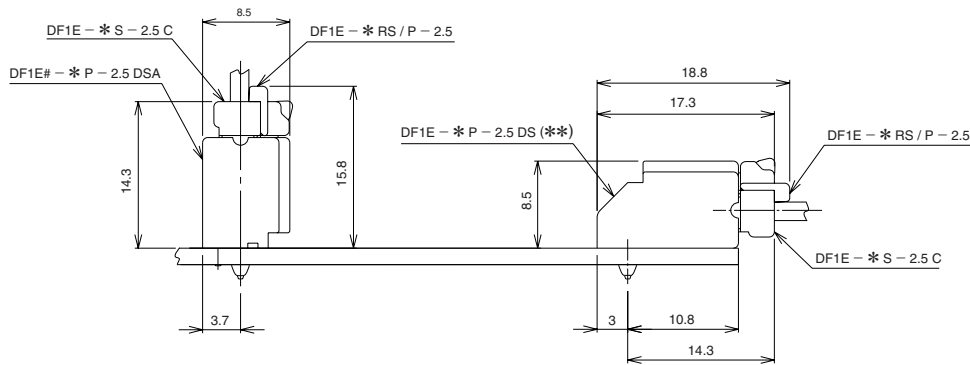 8.5
DF1E – * S – 2.5 C
DF1E – * RS / P – 2.5
DF1E# – * P – 2.5 DSA
14.3
15.8
3.7
18.8
17.3
DF1E – * P – 2.5 DS (**)
DF1E – * RS / P – 2.5
8.5
DF1E – * S – 2.5 C
3
10.8
14.3